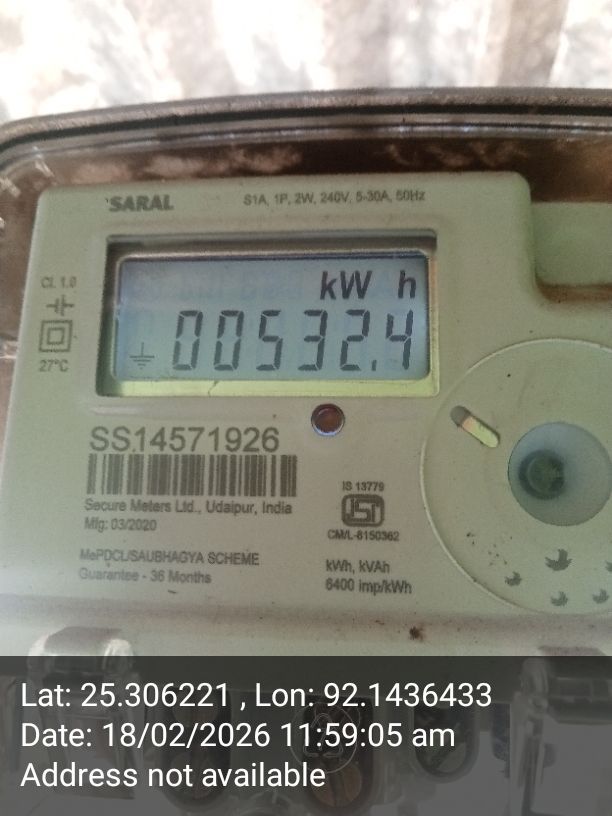 SARAL
S1A, 1P, 2W, 240V, 5-30A, 50Hz
Cl. 1.0
27°C
kW h
00532.4
SS14571926
Secure Meters Ltd., Udaipur, India
Mfg: 03/2020
MePDCL/SAUBHAGYA SCHEME
Guarantee - 36 Months
IS 13779
ISI
CM/L-8150362
kWh, kVAh
6400 imp/kWh
Lat: 25.306221 , Lon: 92.1436433
Date: 18/02/2026 11:59:05 am
Address not available